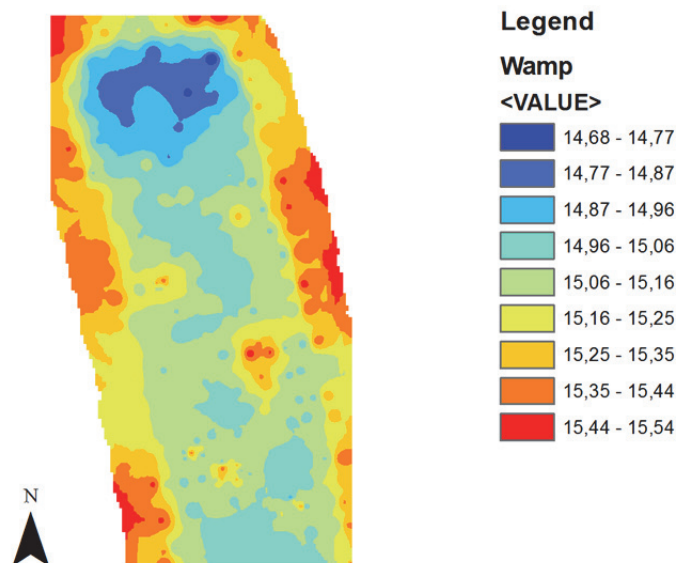 Legend
Wamp
<VALUE>
14,68 - 14,77
14,77 - 14,87
14,87 - 14,96
14,96 - 15,06
15,06 - 15,16
15,16 - 15,25
15,25 - 15,35
15,35 - 15,44
15,44 - 15,54
N